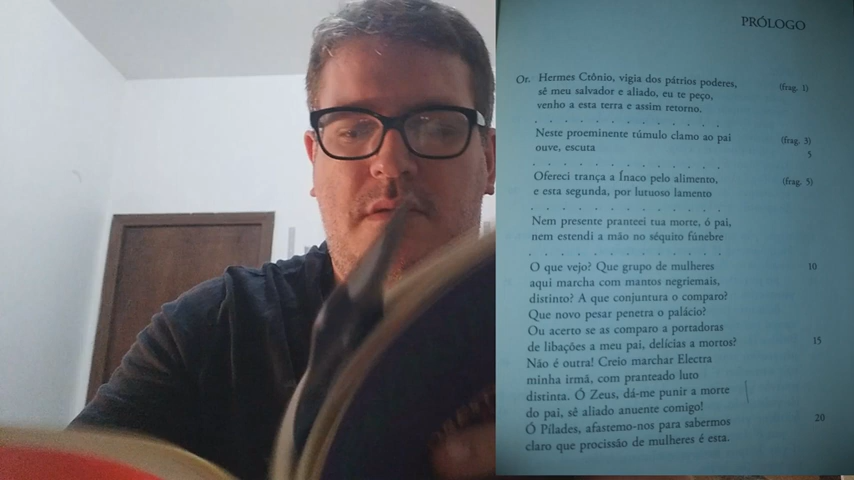 PRÓLOGO
Or. Hermes Ctônio, vigia dos pátrios poderes, (frag. 1)
sê meu salvador e aliado, eu te peço,
venho a esta terra e assim retorno.
. . . . . . . . . . . .
Neste proeminente túmulo clamo ao pai (frag. 3)
ouve, escuta 5
. . . . . . . . . . . .
Ofereci trança a Ínaco pelo alimento, (frag. 5)
e esta segunda, por lutuoso lamento
. . . . . . . . . . . .
Nem presente pranteei tua morte, ó pai,
nem estendi a mão no séquito fúnebre
. . . . . . . . . . . .
O que vejo? Que grupo de mulheres 10
aqui marcha com mantos negriemais,
distinto? A que conjuntura o comparo?
Que novo pesar penetra o palácio?
Ou acerto se as comparo a portadoras
de libações a meu pai, delícias a mortos? 15
Não é outra! Creio marchar Electra
minha irmã, com pranteado luto
distinta. Ó Zeus, dá-me punir a morte
do pai, sê aliado anuente comigo!
Ó Pílades, afastemo-nos para sabermos 20
claro que procissão de mulheres é esta.